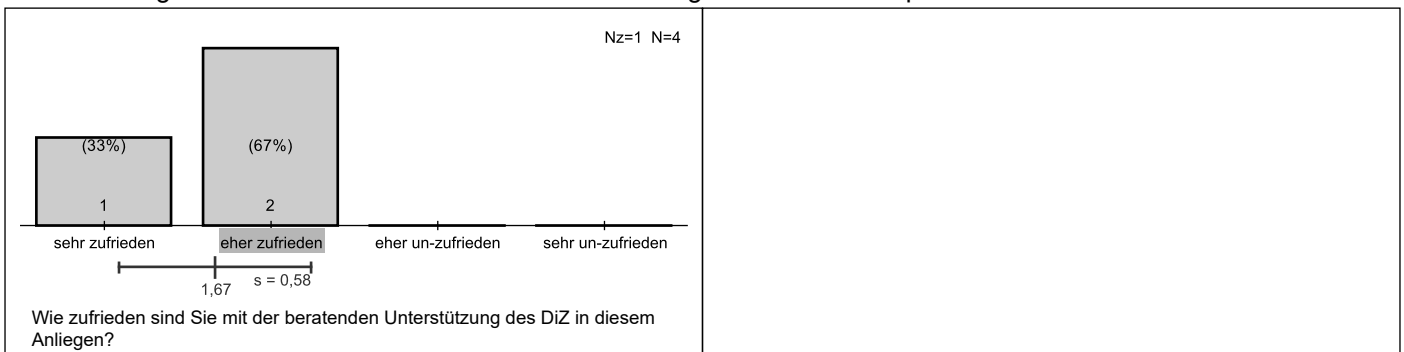 Nz=1 N=4
(33%) (67%)
1 2
sehr zufrieden eher zufrieden eher un-zufrieden sehr un-zufrieden
s = 0,58
1,67
Wie zufrieden sind Sie mit der beratenden Unterstützung des DiZ in diesem
Anliegen?